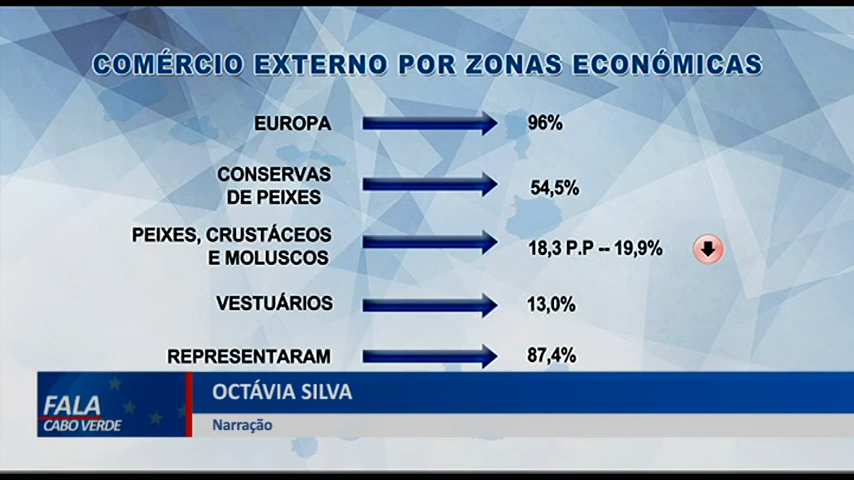 COMÉRCIO EXTERNO POR ZONAS ECONÓMICAS
EUROPA 96%
CONSERVAS
DE PEIXES 54,5%
PEIXES, CRUSTÁCEOS
E MOLUSCOS 18,3 P.P -- 19,9%
VESTUÁRIOS 13,0%
REPRESENTARAM 87,4%
FALA
CABO VERDE
OCTÁVIA SILVA
Narração